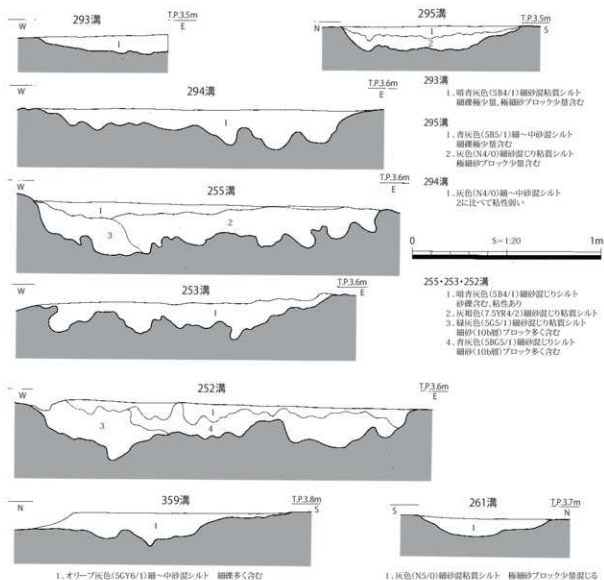 293溝
T.P.3.5m
W
E
1
295溝
T.P.3.5m
N
S
1
2
294溝
T.P.3.6m
W
E
1
255溝
T.P.3.6m
W
E
1
2
3
253溝
T.P.3.6m
W
E
1
252溝
T.P.3.6m
W
E
1
3
4
359溝
T.P.3.8m
N
S
1
1. オリーブ灰色(5GY6/1)細～中砂混シルト 細礫多く含む
261溝
T.P.3.7m
S
N
1
1. 灰色(N5/0)細砂混粘質シルト 極細砂ブロック少量混じる
293溝
1. 暗青灰色(5B4/1)細砂混粘質シルト
細礫極少量、極細砂ブロック少量含む
295溝
1. 青灰色(5B5/1)細～中砂混シルト
細礫極少量含む
2. 灰色(N4/0)細砂混じり粘質シルト
極細砂ブロック少量含む
294溝
1. 灰色(N4/0)細～中砂混シルト
2に比べて粘性弱い
0
S=1:20
1m
255・253・252溝
1. 暗青灰色(5B4/1)細砂混じりシルト
砂礫含む、粘性あり
2. 灰褐色(7.5YR4/2)細砂混じり粘質シルト
3. 緑灰色(5G5/1)細砂混じり粘質シルト
細砂(10b層)ブロック多く含む
4. 青灰色(5BG5/1)細砂混じりシルト
細砂(10b層)ブロック多く含む